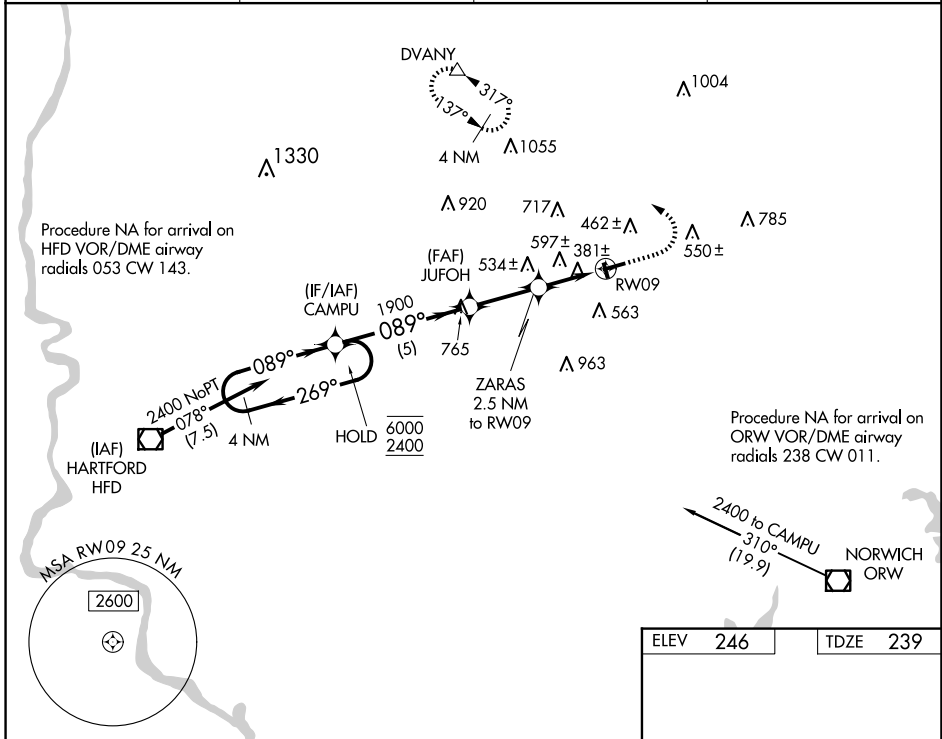 DVANY
317°
137°
4 NM
1004
1055
1330
920
717
462±
785
550±
597±
381±
534±
Procedure NA for arrival on
HFD VOR/DME airway
radials 053 CW 143.
(FAF)
JUFOH
RW09
563
(IF/IAF)
CAMPU
1900
089°
(5)
765
963
089°
269°
2400 NoPT
078°
(7.5)
4 NM
HOLD
6000
2400
ZARAS
2.5 NM
to RW09
(IAF)
HARTFORD
HFD
Procedure NA for arrival on
ORW VOR/DME airway
radials 238 CW 011.
2400 to CAMPU
310°
(19.9)
NORWICH
ORW
MSA RW09 25 NM
2600
ELEV 246
TDZE 239